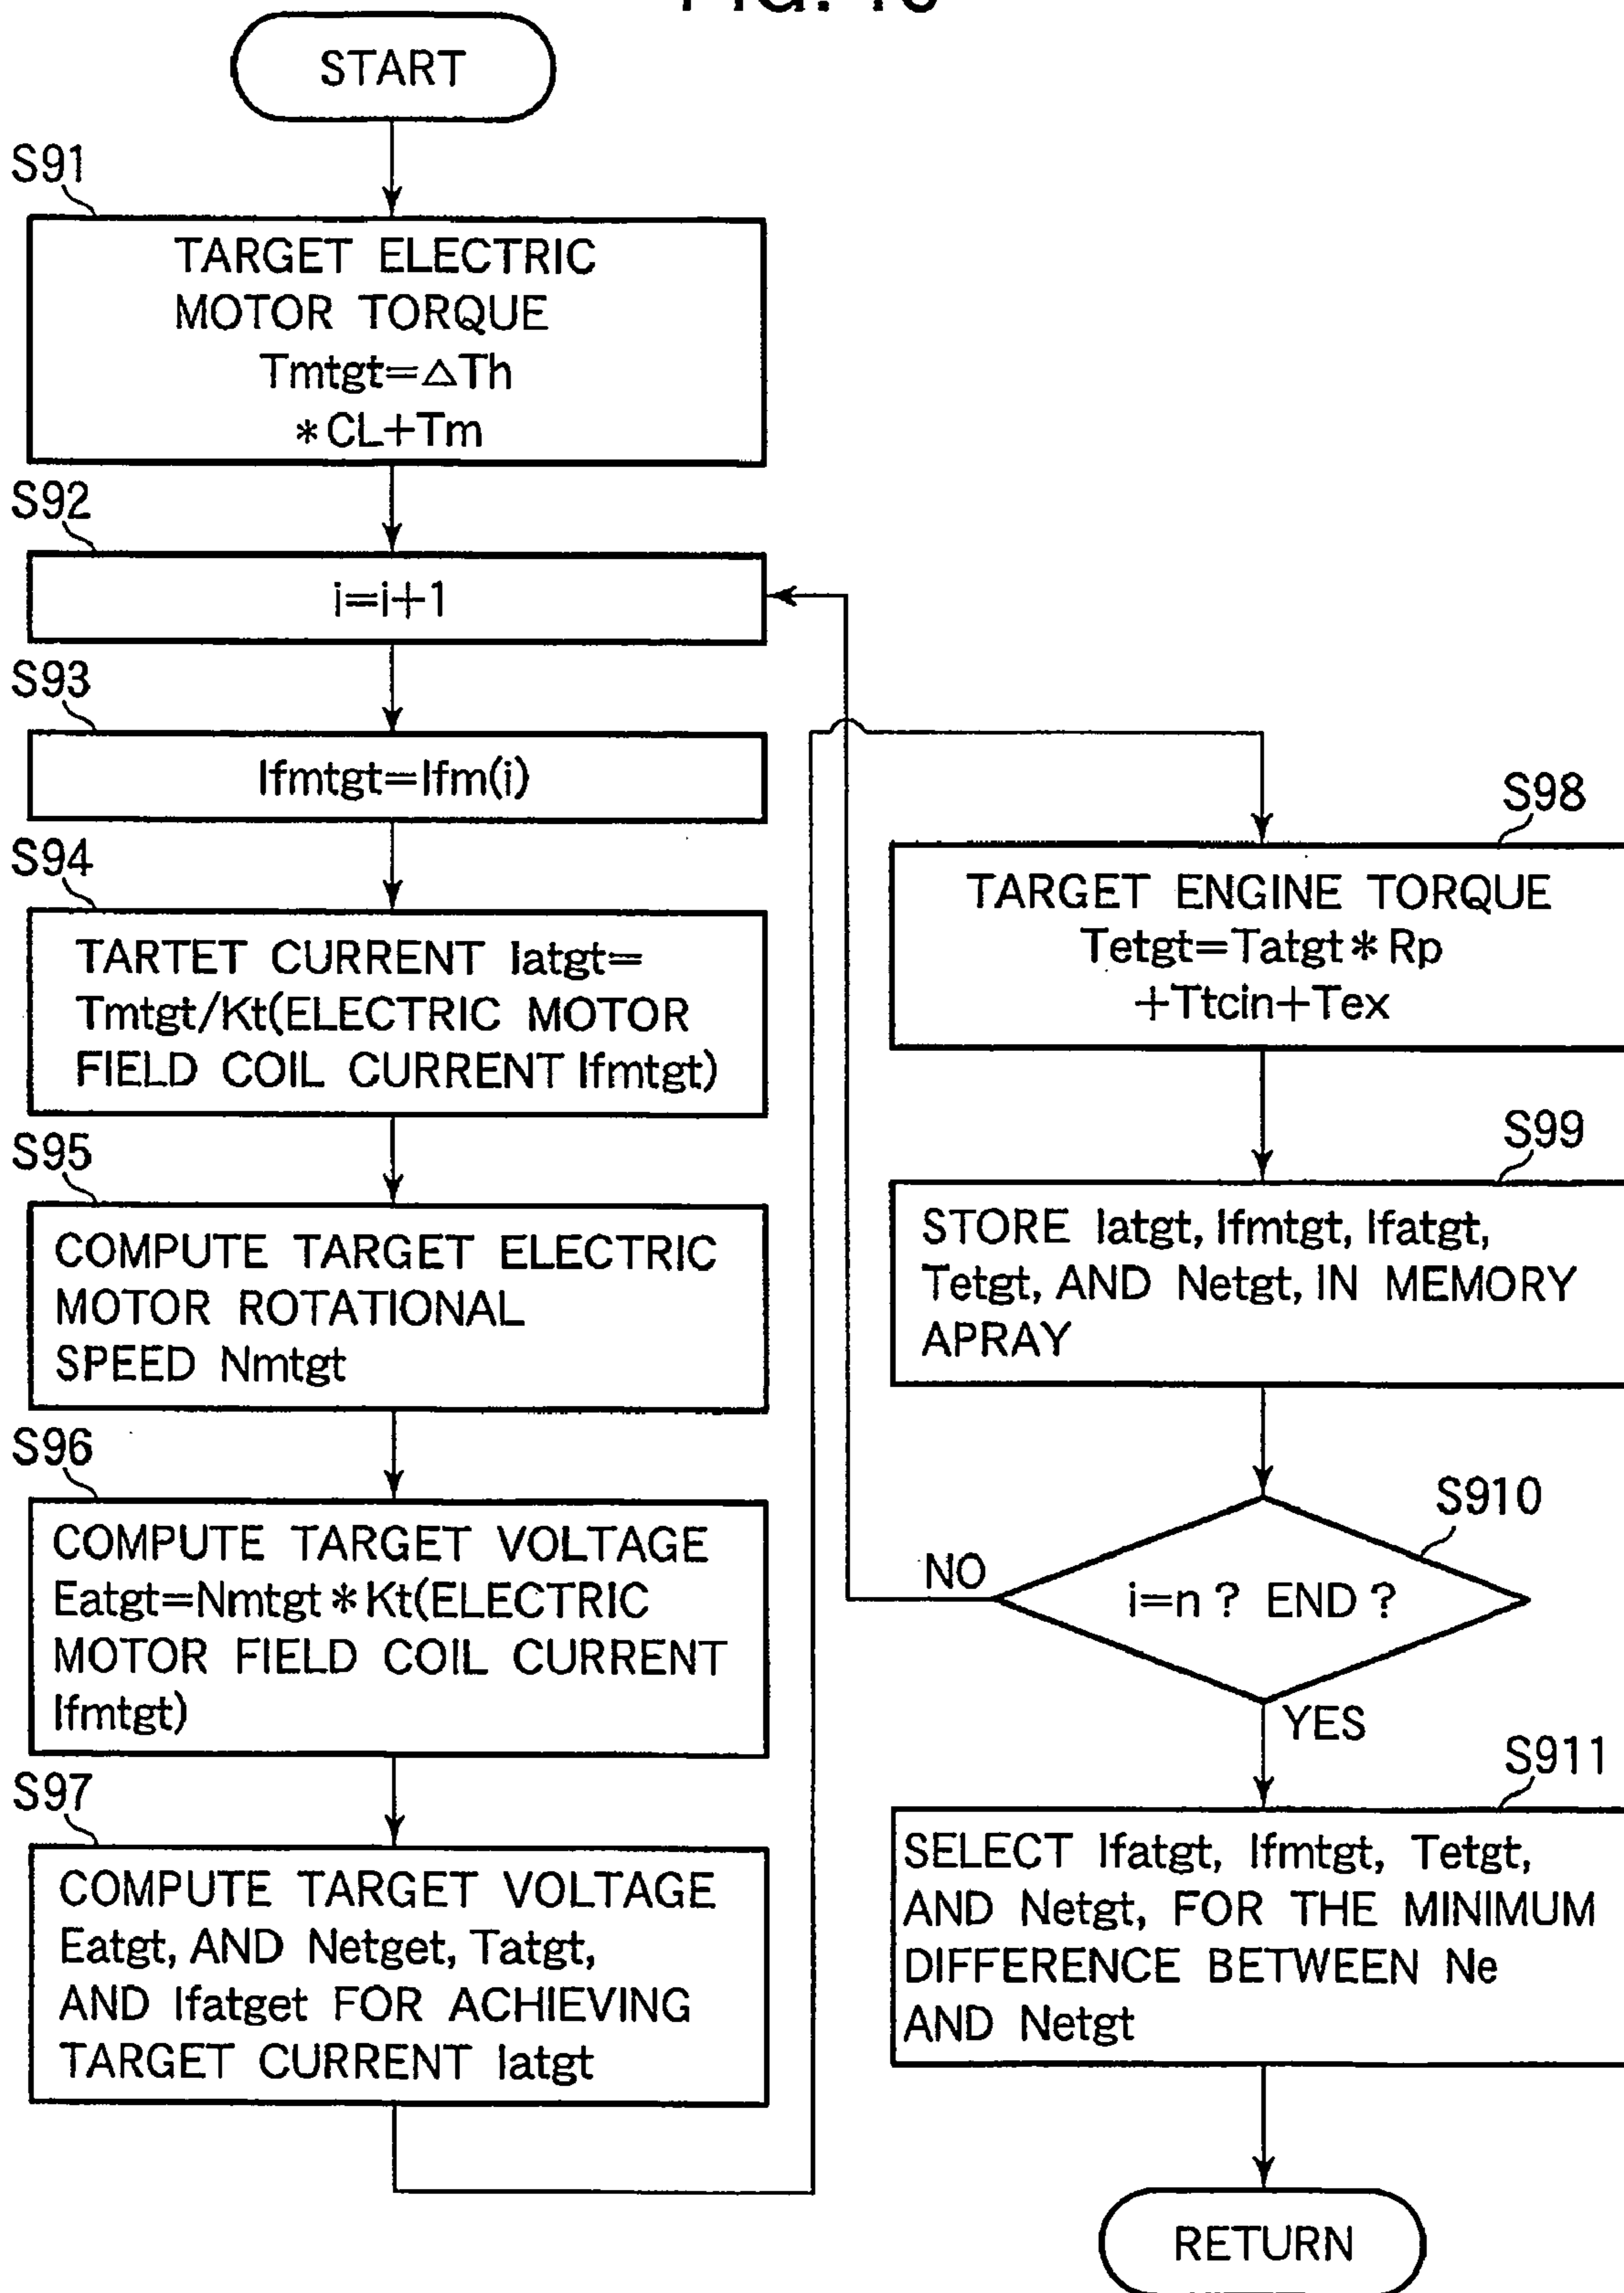 START
S91
TARGET ELECTRIC
MOTOR TORQUE
Tmtgt=△Th
*CL+Tm
S92
i=i+1
S93
Ifmtgt=Ifm(i)
S94
TARTET CURRENT Iatgt=
Tmtgt/Kt(ELECTRIC MOTOR
FIELD COIL CURRENT Ifmtgt)
S95
COMPUTE TARGET ELECTRIC
MOTOR ROTATIONAL
SPEED Nmtgt
S96
COMPUTE TARGET VOLTAGE
Eatgt=Nmtgt*Kt(ELECTRIC
MOTOR FIELD COIL CURRENT
Ifmtgt)
S97
COMPUTE TARGET VOLTAGE
Eatgt, AND Netget, Tatgt,
AND Ifatget FOR ACHIEVING
TARGET CURRENT Iatgt
S98
TARGET ENGINE TORQUE
Tetgt=Tatgt*Rp
+Ttcin+Tex
S99
STORE Iatgt, Ifmtgt, Ifatgt,
Tetgt, AND Netgt, IN MEMORY
APRAY
S910
i=n? END?
NO
YES
S911
SELECT Ifatgt, Ifmtgt, Tetgt,
AND Netgt, FOR THE MINIMUM
DIFFERENCE BETWEEN Ne
AND Netgt
RETURN